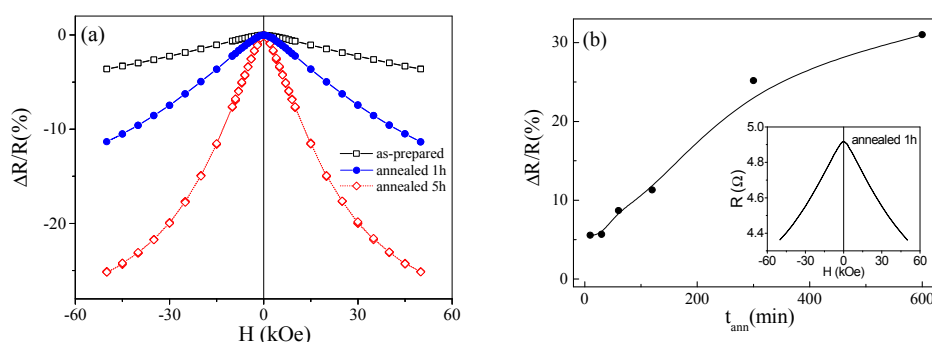 (a)
ΔR/R(%)
0
-10
-20
as-prepared
annealed 1h
annealed 5h
-60
-30
0
30
60
H (kOe)
(b)
ΔR/R(%)
30
20
10
0
0
200
400
600
t_ann(min)
annealed 1h
R (Ω)
5.0
4.8
4.6
4.4
-60
-30
0
30
60
H (kOe)